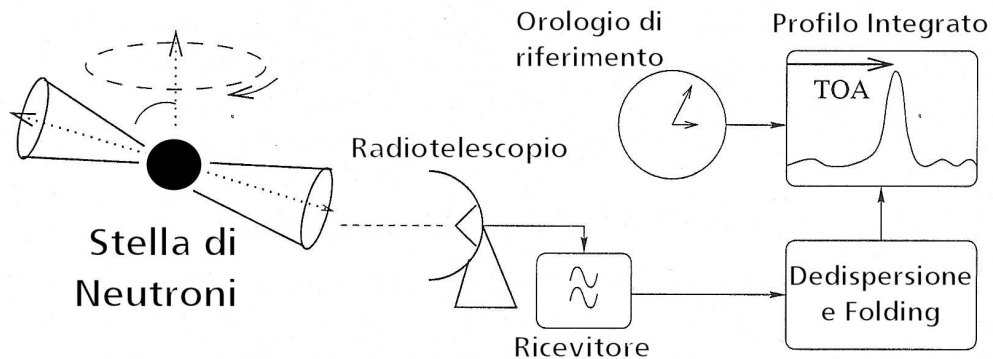 Orologio di
riferimento
Profilo Integrato
TOA
Radiotelescopio
Stella di
Neutroni
Dedispersione
e Folding
Ricevitore